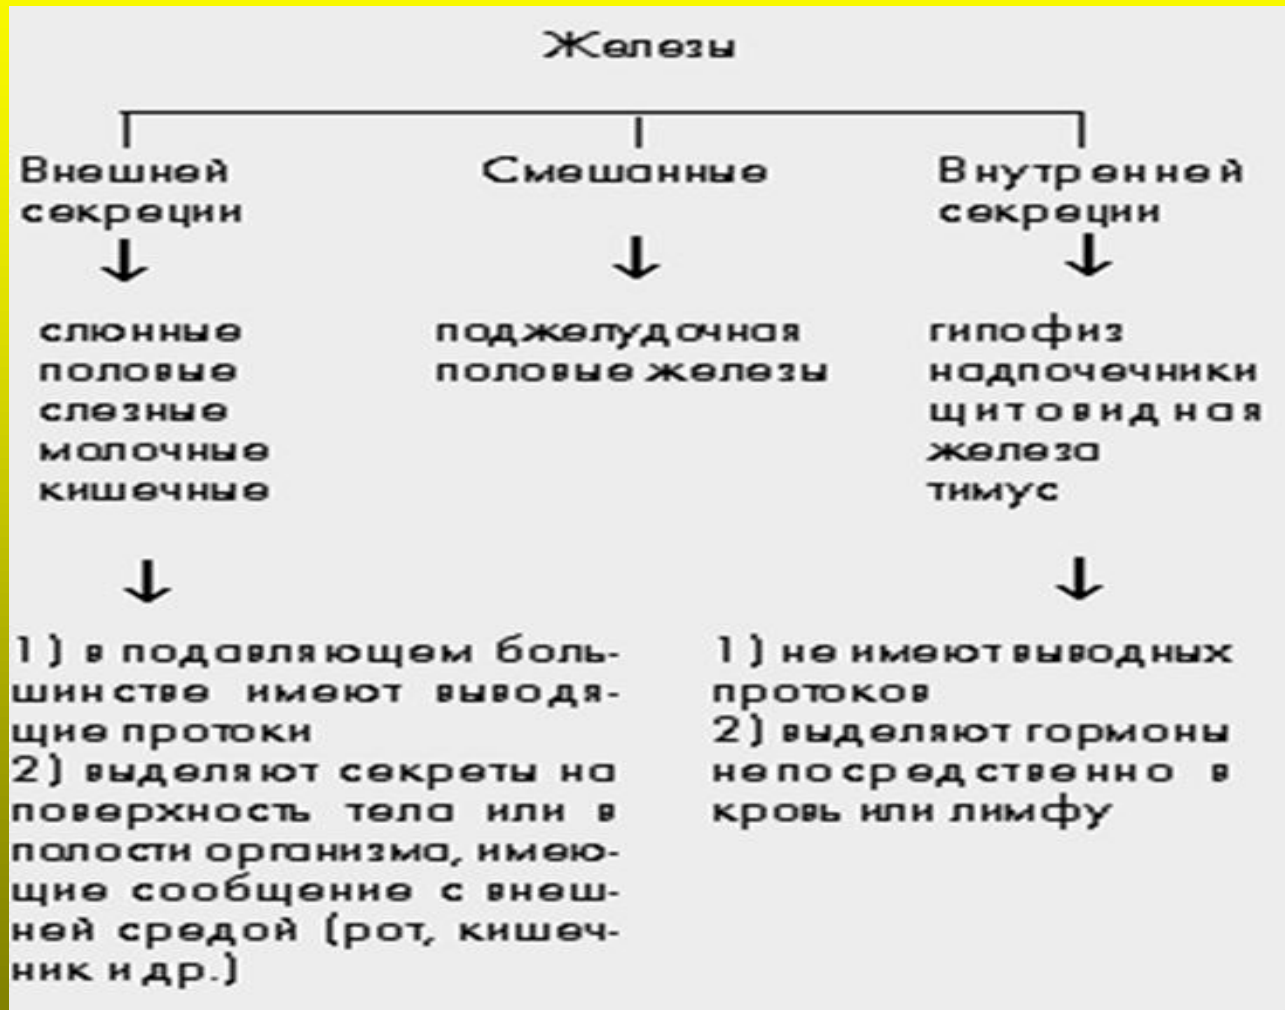 Железы
Внешней
секреции
слюнные
половые
слезные
молочные
кишечные
1) в подавляющем боль-
шинстве имеют выводя-
щие протоки
2) выделяют секреты на
поверхность тела или в
полости организма, имею-
щие сообщение с внеш-
ней средой (рот, кишеч-
ник и др.)
Смешанные
поджелудочная
половые железы
Внутренней
секреции
гипофиз
надпочечники
щитовидная
железа
тимус
1) не имеют выводных
протоков
2) выделяют гормоны
непосредственно в
кровь или лимфу